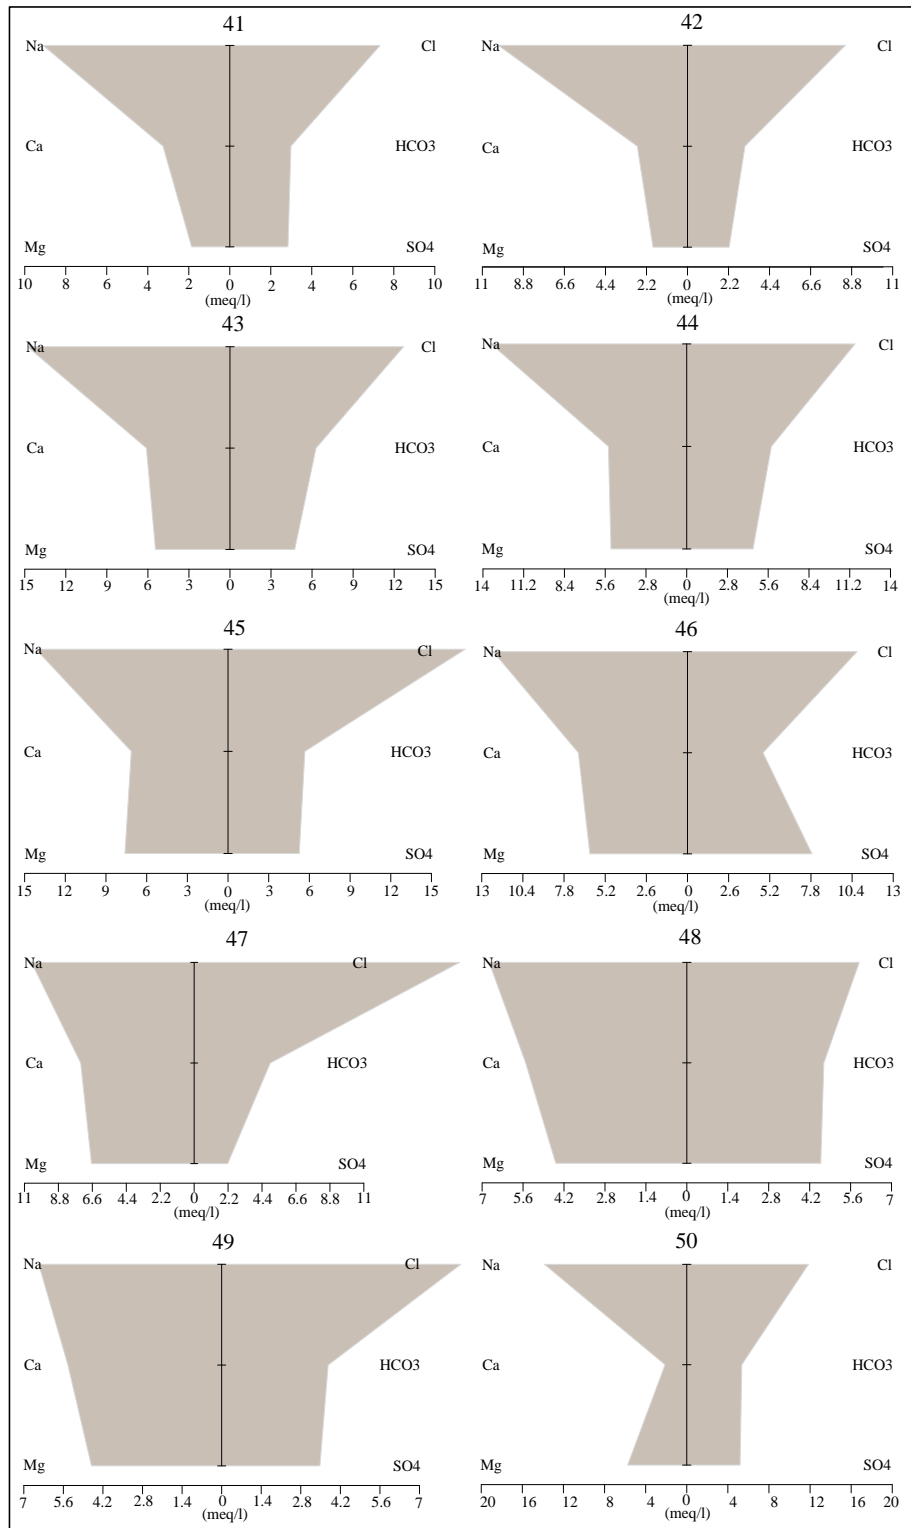 41
Na Cl
Ca HCO3
Mg SO4
10 8 6 4 2 0 2 4 6 8 10
(meq/l)
42
Na Cl
Ca HCO3
Mg SO4
11 8.8 6.6 4.4 2.2 0 2.2 4.4 6.6 8.8 11
(meq/l)
43
Na Cl
Ca HCO3
Mg SO4
15 12 9 6 3 0 3 6 9 12 15
(meq/l)
44
Na Cl
Ca HCO3
Mg SO4
14 11.2 8.4 5.6 2.8 0 2.8 5.6 8.4 11.2 14
(meq/l)
45
Na Cl
Ca HCO3
Mg SO4
15 12 9 6 3 0 3 6 9 12 15
(meq/l)
46
Na Cl
Ca HCO3
Mg SO4
13 10.4 7.8 5.2 2.6 0 2.6 5.2 7.8 10.4 13
(meq/l)
47
Na Cl
Ca HCO3
Mg SO4
11 8.8 6.6 4.4 2.2 0 2.2 4.4 6.6 8.8 11
(meq/l)
48
Na Cl
Ca HCO3
Mg SO4
7 5.6 4.2 2.8 1.4 0 1.4 2.8 4.2 5.6 7
(meq/l)
49
Na Cl
Ca HCO3
Mg SO4
7 5.6 4.2 2.8 1.4 0 1.4 2.8 4.2 5.6 7
(meq/l)
50
Na Cl
Ca HCO3
Mg SO4
20 16 12 8 4 0 4 8 12 16 20
(meq/l)